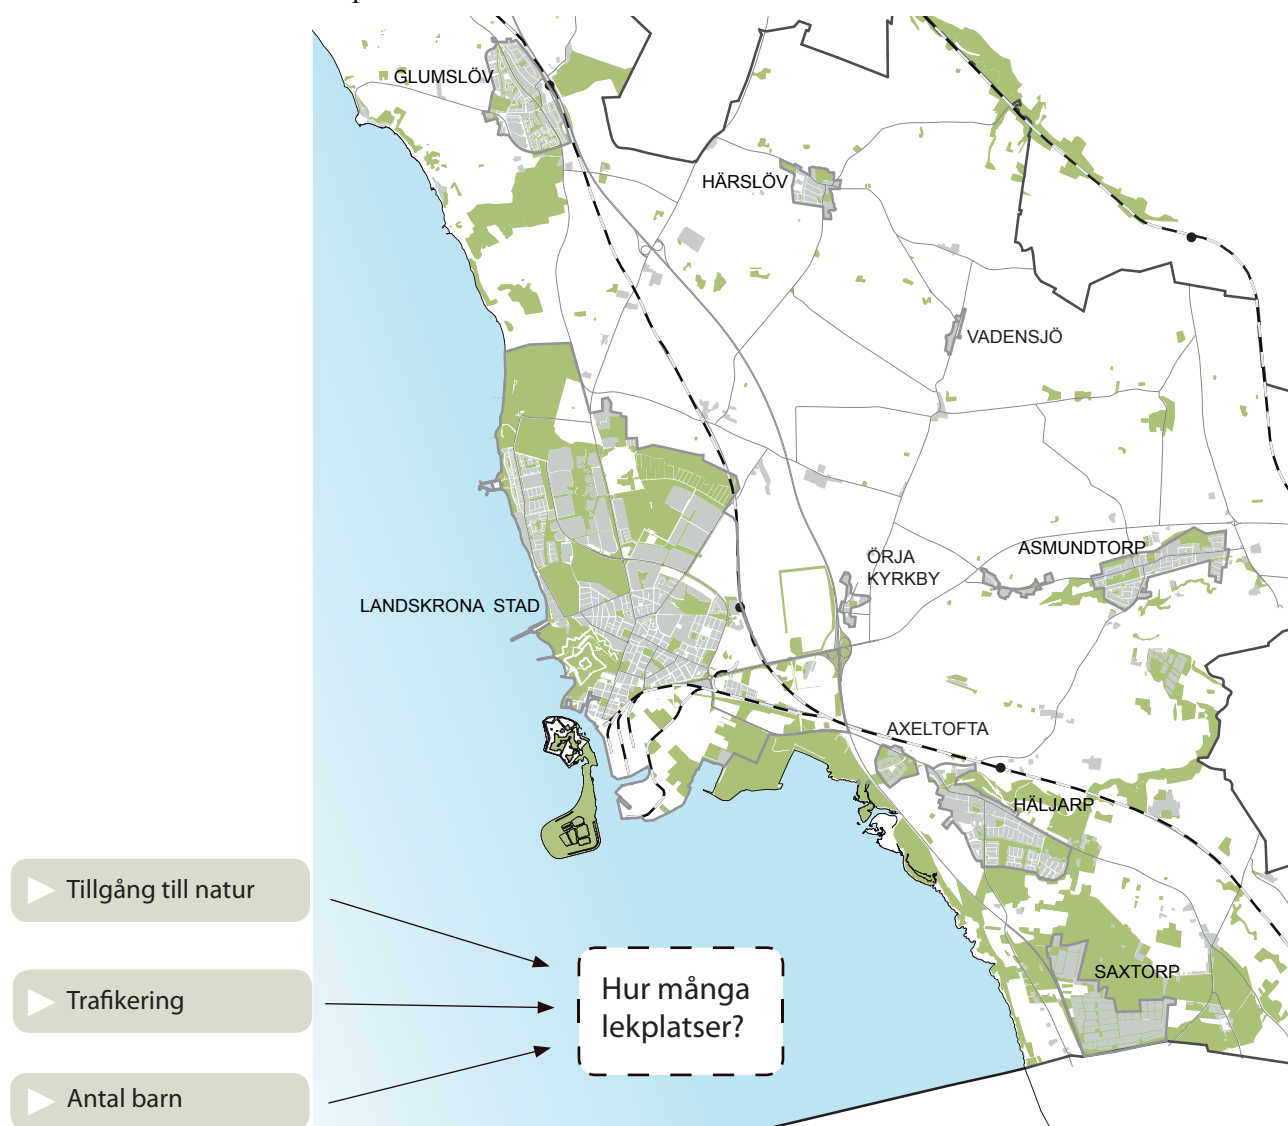 GLUMSLÖV
HÄRSLÖV
VADENSJÖ
ASMUNDTORP
ÖRJA
KYRKBY
LANDSKRONA STAD
AXELTOFTA
HÄLJARP
SAXTORP
Tillgång till natur
Trafikering
Antal barn
Hur många
lekplatser?